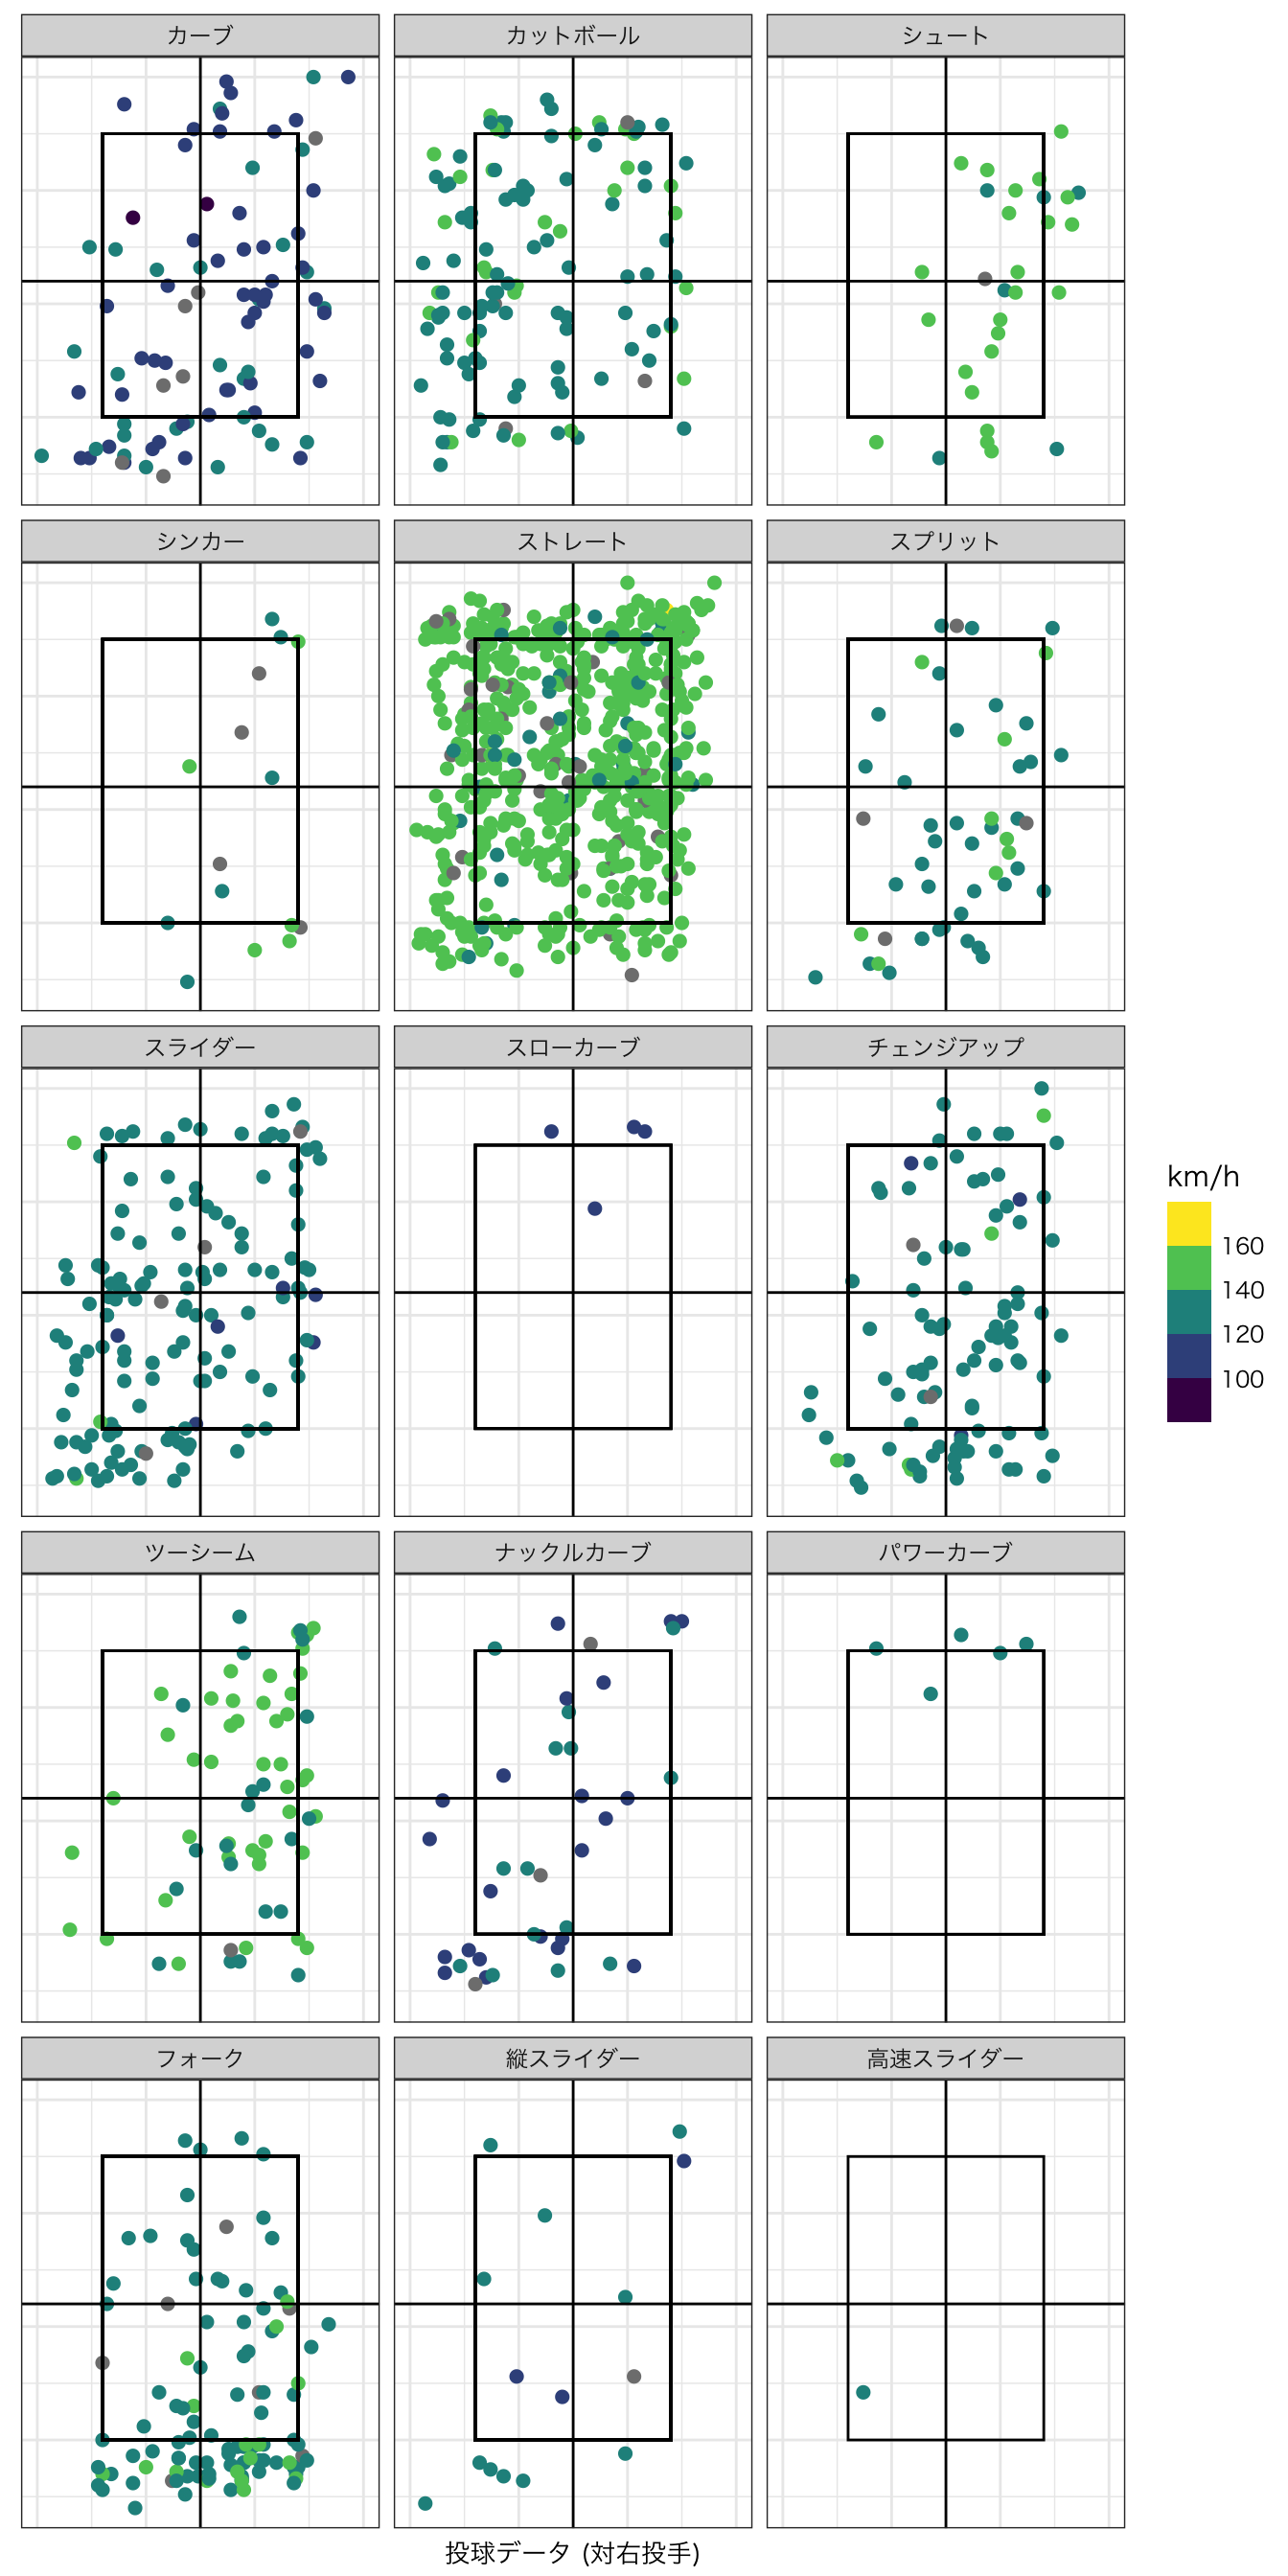 カーブ
カットボール
シュート
シンカー
ストレート
スプリット
スライダー
スローカーブ
チェンジアップ
km/h
160
140
120
100
ツーシーム
ナックルカーブ
パワーカーブ
フォーク
縦スライダー
高速スライダー
投球データ (対右投手)